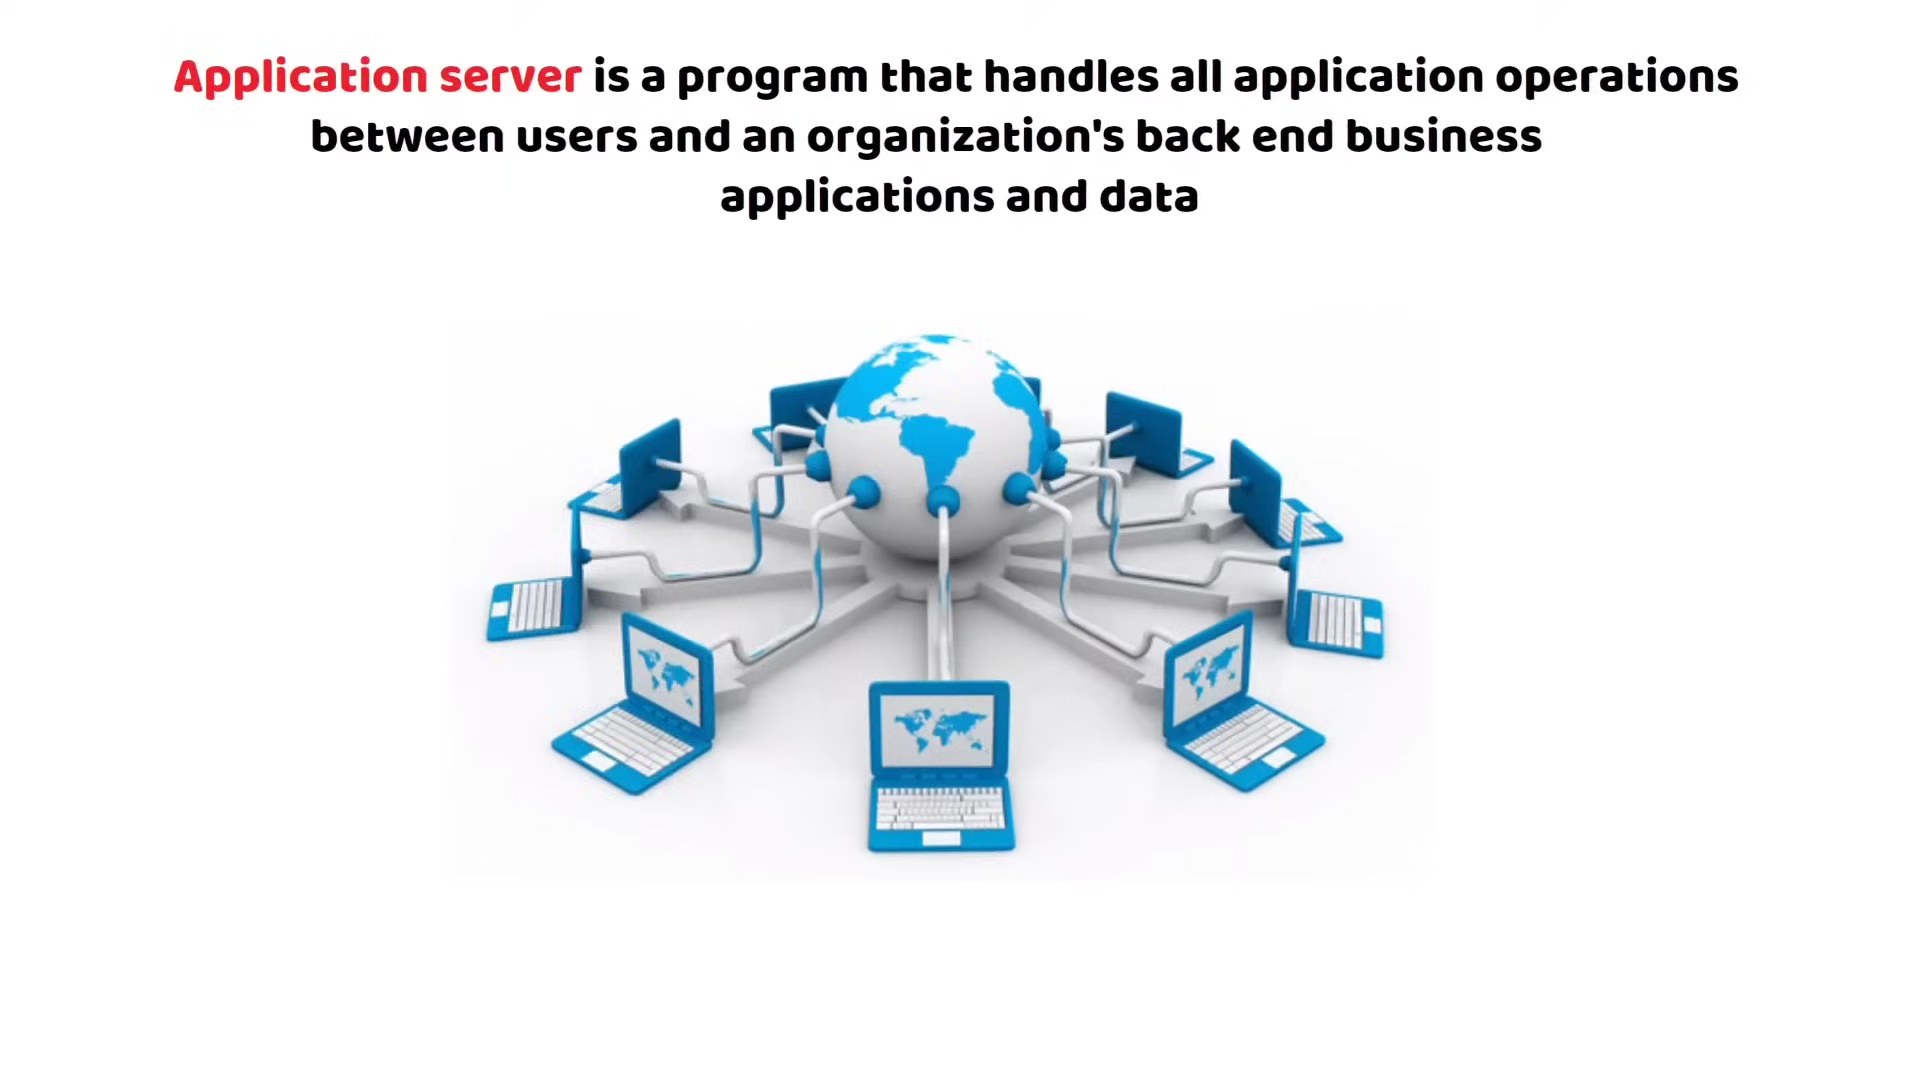 Application server is a program that handles all application operations
between users and an organization's back end business
applications and data